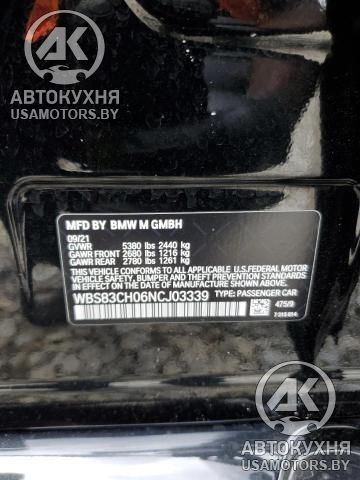 АК
АВТОКУХНЯ
USAMOTORS.BY
MFD BY BMW M GMBH
09/21
GVWR 5380 lbs 2440 kg
GAWR FRONT 2680 lbs 1216 kg
GAWR REAR 2780 lbs 1261 kg
THIS VEHICLE CONFORMS TO ALL
APPLICABLE U.S.FEDERAL MOTOR
VEHICLE SAFETY, BUMPER AND THEFT PREVENTION
STANDARDS IN EFFECT ON THE DATE OF
MANUFACTURE SHOWN ABOVE.
WBS83CH06NCJ03339 TYPE: PASSENGER CAR
475/9
АК
АВТОКУХНЯ
USAMOTORS.BY